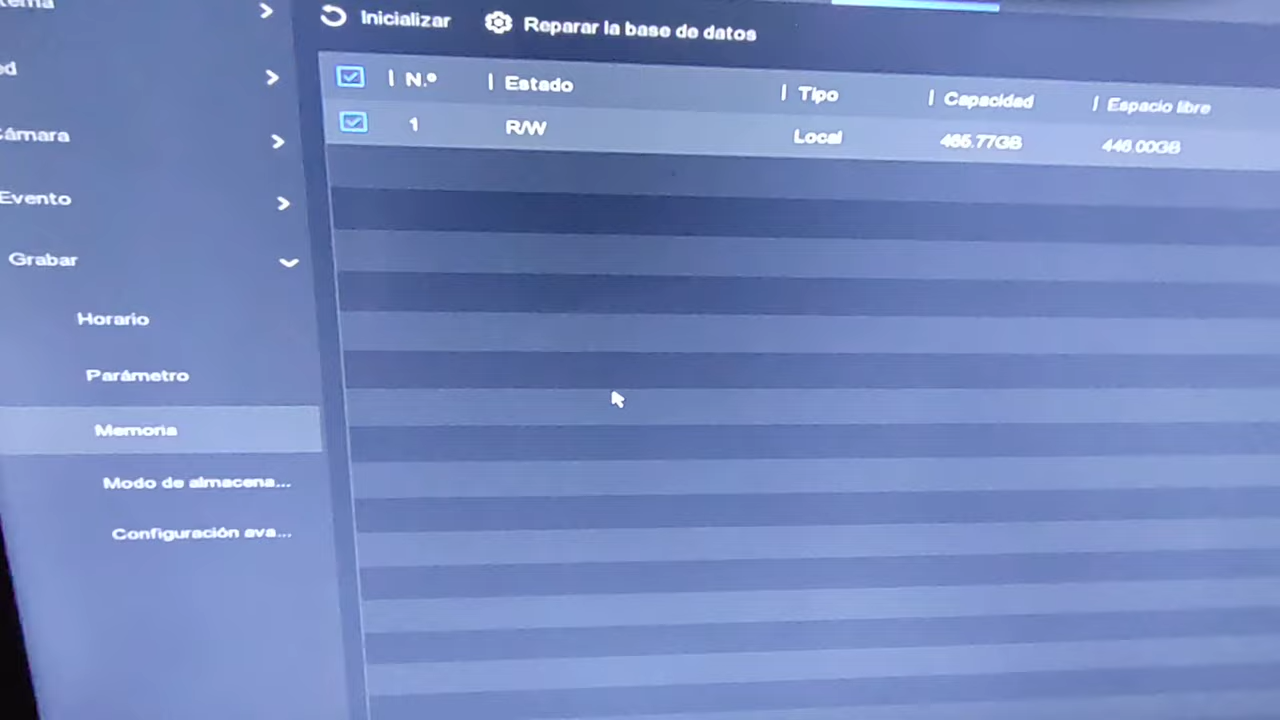 Inicializar
Reparar la base de datos
N.º Estado Tipo Capacidad Espacio libre
1 R/W Local 465.77GB 446.00GB
Cámara
Evento
Grabar
Horario
Parámetro
Memoria
Modo de almacena...
Configuración ava...